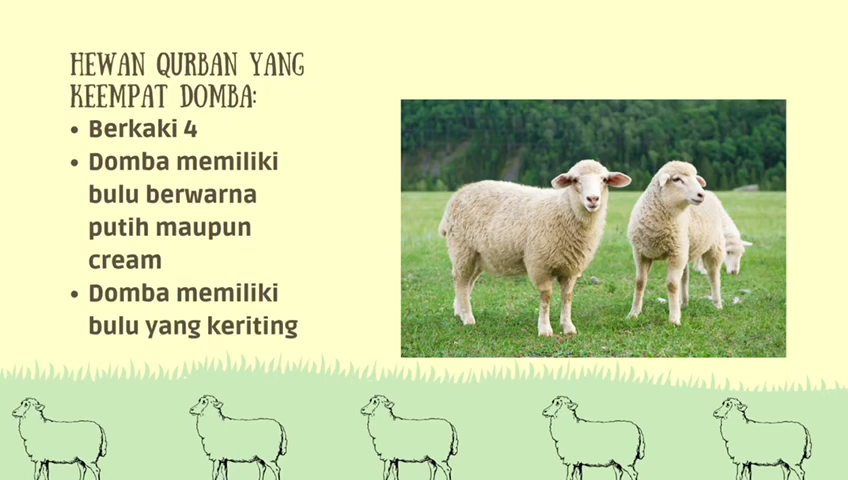 HEWAN QURBAN YANG
KEEMPAT DOMBA:
• Berkaki 4
• Domba memiliki
bulu berwarna
putih maupun
cream
• Domba memiliki
bulu yang keriting